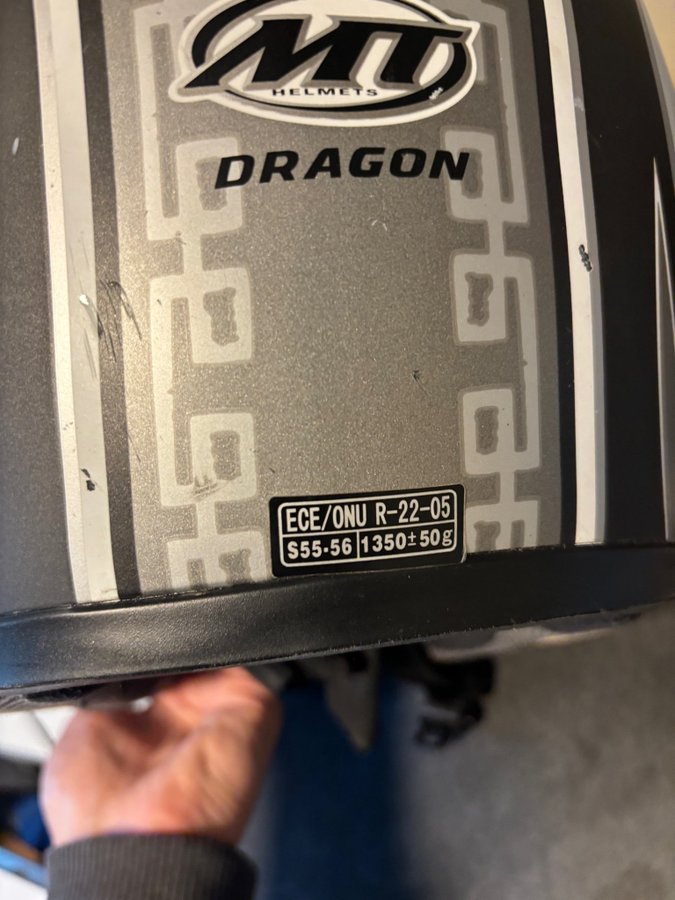 MT
HELMETS
DRAGON
ECE/ONU R-22-05
S55-56 1350±50g